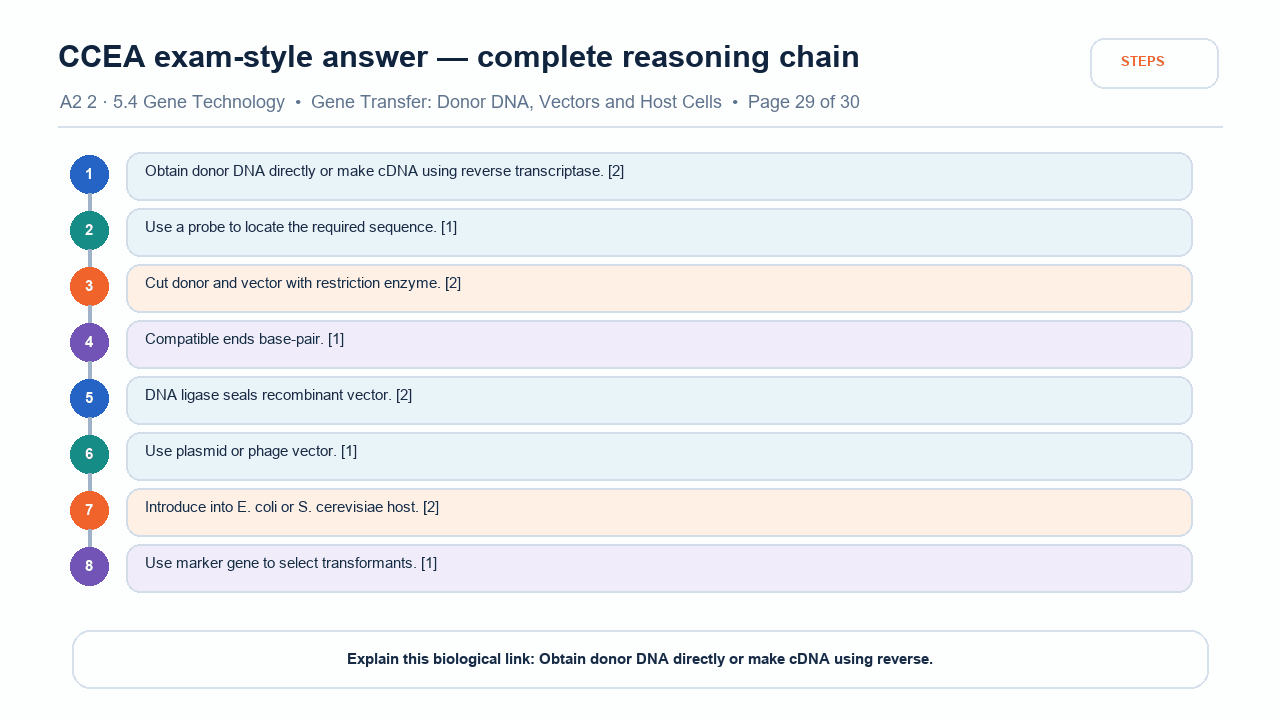 CCEA exam-style answer — complete reasoning chain
STEPS
A2 2 · 5.4 Gene Technology • Gene Transfer: Donor DNA, Vectors and Host Cells • Page 29 of 30
1 Obtain donor DNA directly or make cDNA using reverse transcriptase. [2]
2 Use a probe to locate the required sequence. [1]
3 Cut donor and vector with restriction enzyme. [2]
4 Compatible ends base-pair. [1]
5 DNA ligase seals recombinant vector. [2]
6 Use plasmid or phage vector. [1]
7 Introduce into E. coli or S. cerevisiae host. [2]
8 Use marker gene to select transformants. [1]
Explain this biological link: Obtain donor DNA directly or make cDNA using reverse.